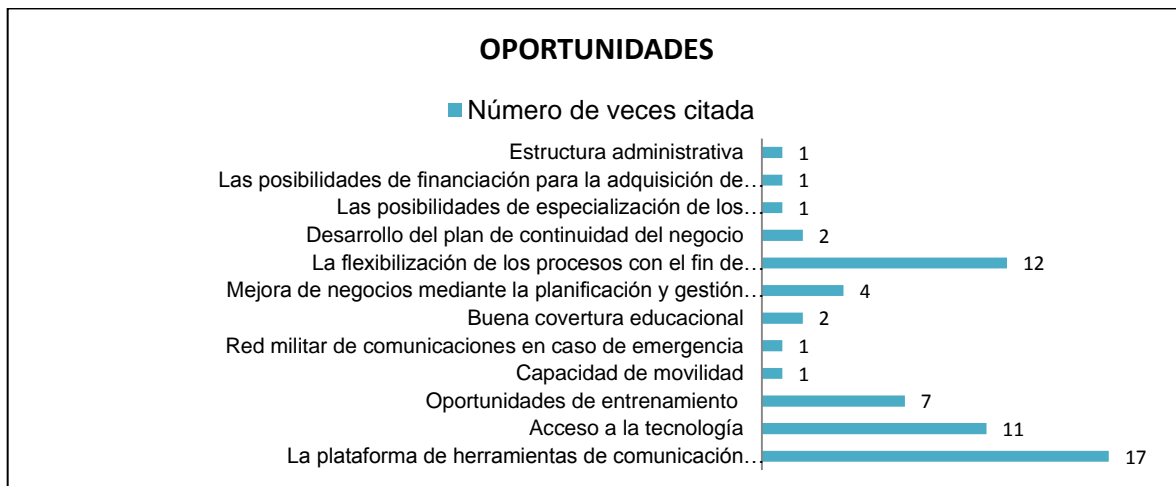 OPORTUNIDADES
Número de veces citada
Estructura administrativa 1
Las posibilidades de financiación para la adquisición de… 1
Las posibilidades de especialización de los… 1
Desarrollo del plan de continuidad del negocio 2
La flexibilización de los procesos con el fin de… 12
Mejora de negocios mediante la planificación y gestión… 4
Buena covertura educacional 2
Red militar de comunicaciones en caso de emergencia 1
Capacidad de movilidad 1
Oportunidades de entrenamiento 7
Acceso a la tecnología 11
La plataforma de herramientas de comunicación… 17